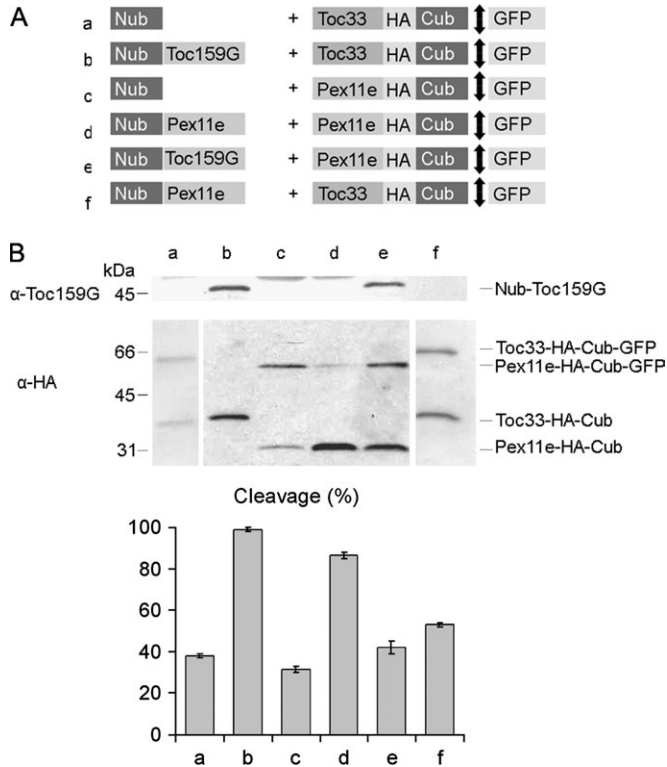 A
a Nub + Toc33 HA Cub GFP
b Nub Toc159G + Toc33 HA Cub GFP
c Nub + Pex11e HA Cub GFP
d Nub Pex11e + Pex11e HA Cub GFP
e Nub Toc159G + Pex11e HA Cub GFP
f Nub Pex11e + Toc33 HA Cub GFP
B a b c d e f
kDa
α-Toc159G 45 Nub-Toc159G
66 Toc33-HA-Cub-GFP
Pex11e-HA-Cub-GFP
α-HA
45
Toc33-HA-Cub
31 Pex11e-HA-Cub
Cleavage (%)
100
80
60
40
20
0
a b c d e f